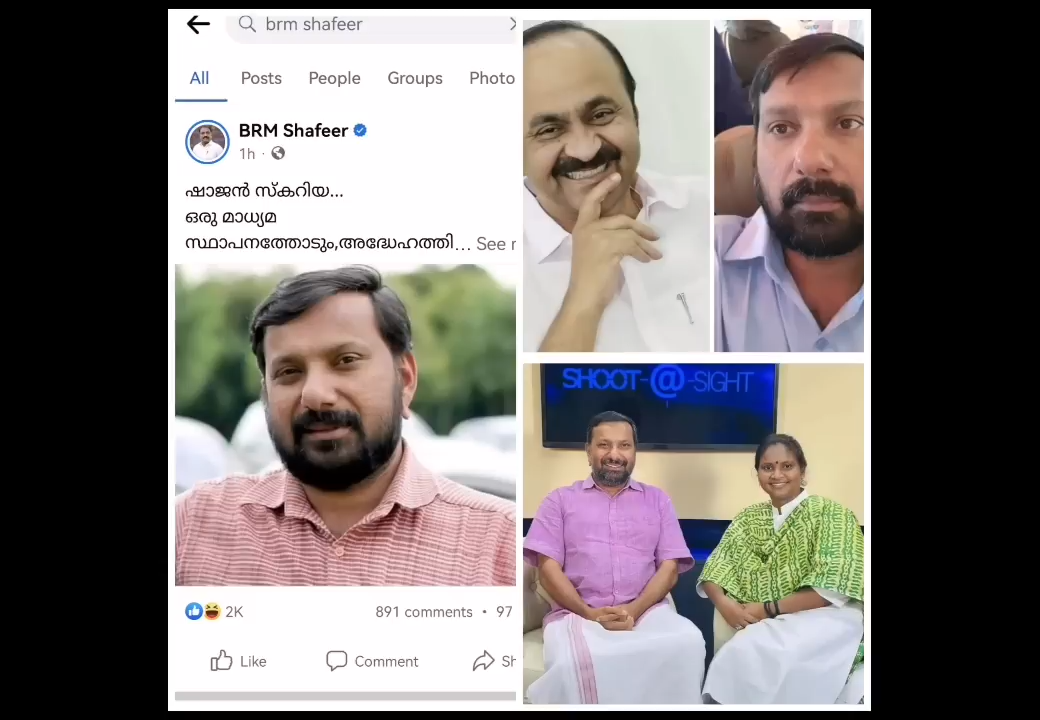 brm shafeer
All Posts People Groups Photo
BRM Shafeer
1h
ഷാജൻ സ്കറിയ...
ഒരു മാധ്യമ
സ്ഥാപനത്തോടും,അദ്ധേഹത്തി... See
2K 891 comments • 97
Like Comment Sh
SHOOT-@-SIGHT